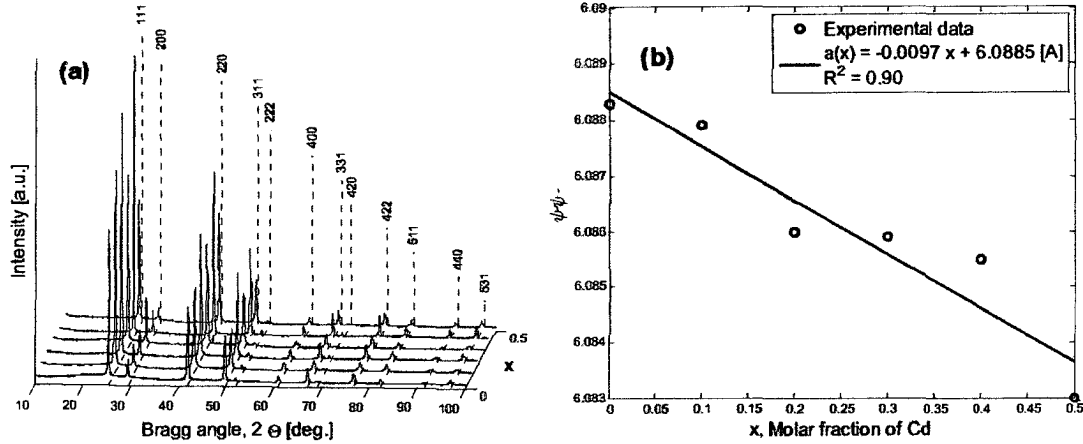 (a)
111
200
220
311
222
400
331
420
422
511
440
531
Intensity [a.u.]
0.5
x
0
10 20 30 40 50 60 70 80 90 100
Bragg angle, 2 Θ [deg.]
(b)
Experimental data
a(x) = -0.0097 x + 6.0885 [A]
R² = 0.90
6.09
6.089
6.088
6.087
6.086
6.085
6.084
6.083
0 0.05 0.1 0.15 0.2 0.25 0.3 0.35 0.4 0.45 0.5
x, Molar fraction of Cd